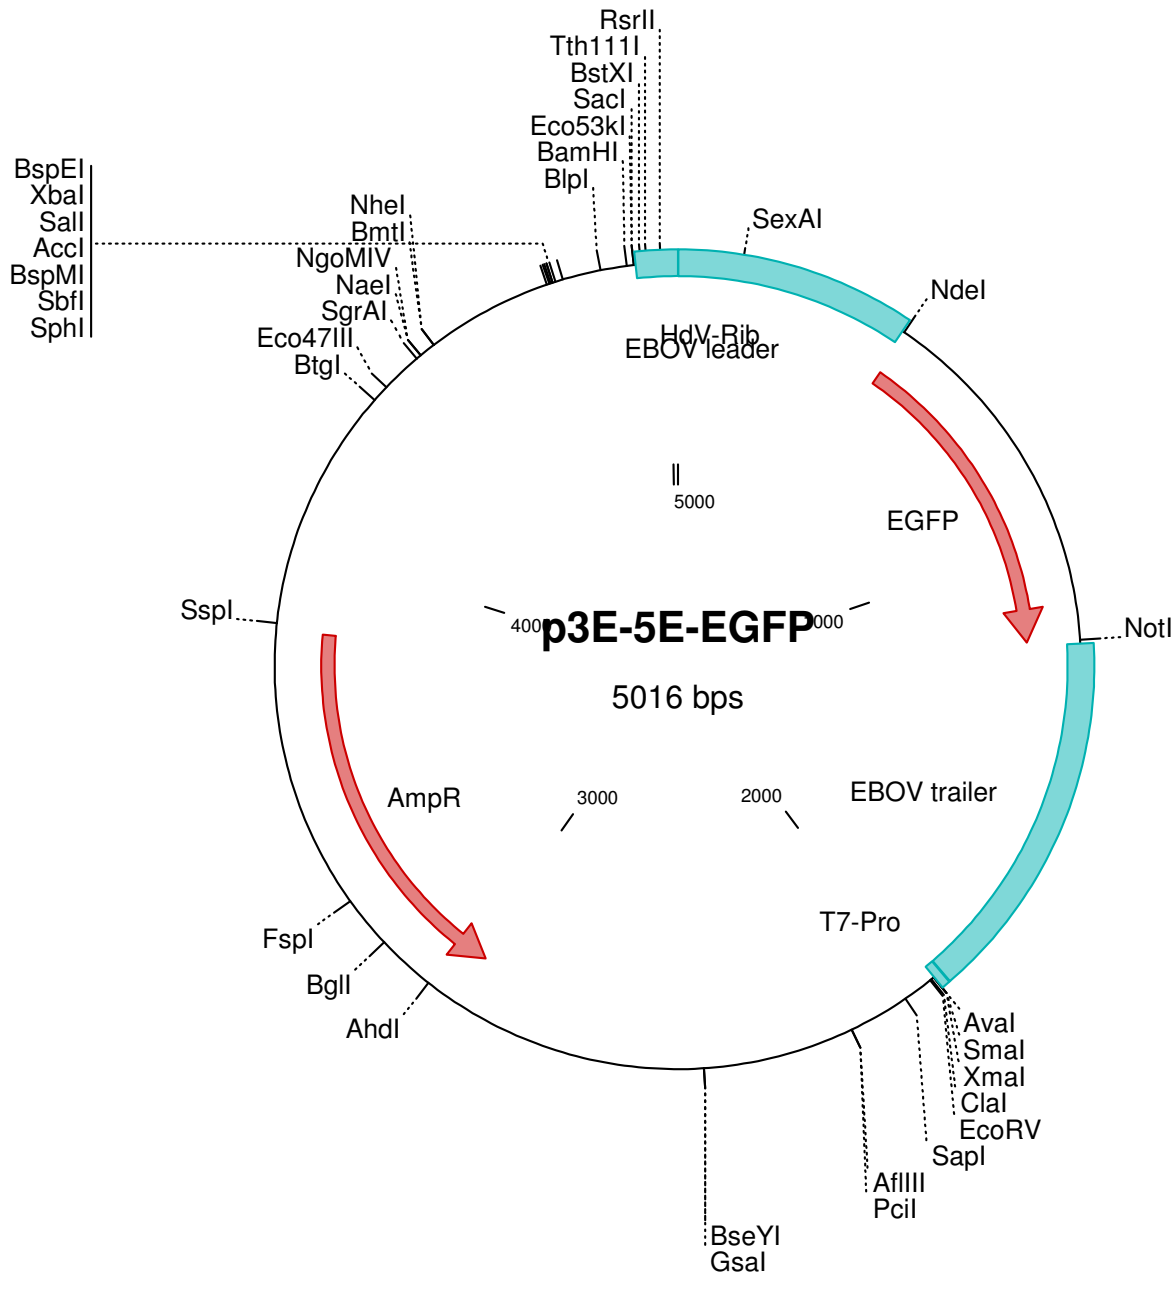 RsrII
Tth111I
BstXI
SacI
Eco53kI
BamHI
BlpI
BspEI
XbaI
SalI
AccI
BspMI
SbfI
SphI
NheI
BmtI
NgoMIV
NaeI
SgrAI
Eco47III
BtgI
SexAI
NdeI
HdV-Rib
EBOV leader
5000
EGFP
SspI
4000
p3E-5E-EGFP
000
NotI
5016 bps
AmpR
3000
2000
EBOV trailer
T7-Pro
FspI
BglI
AhdI
AvaI
SmaI
XmaI
ClaI
EcoRV
SapI
AflIII
PciI
BseYI
GsaI